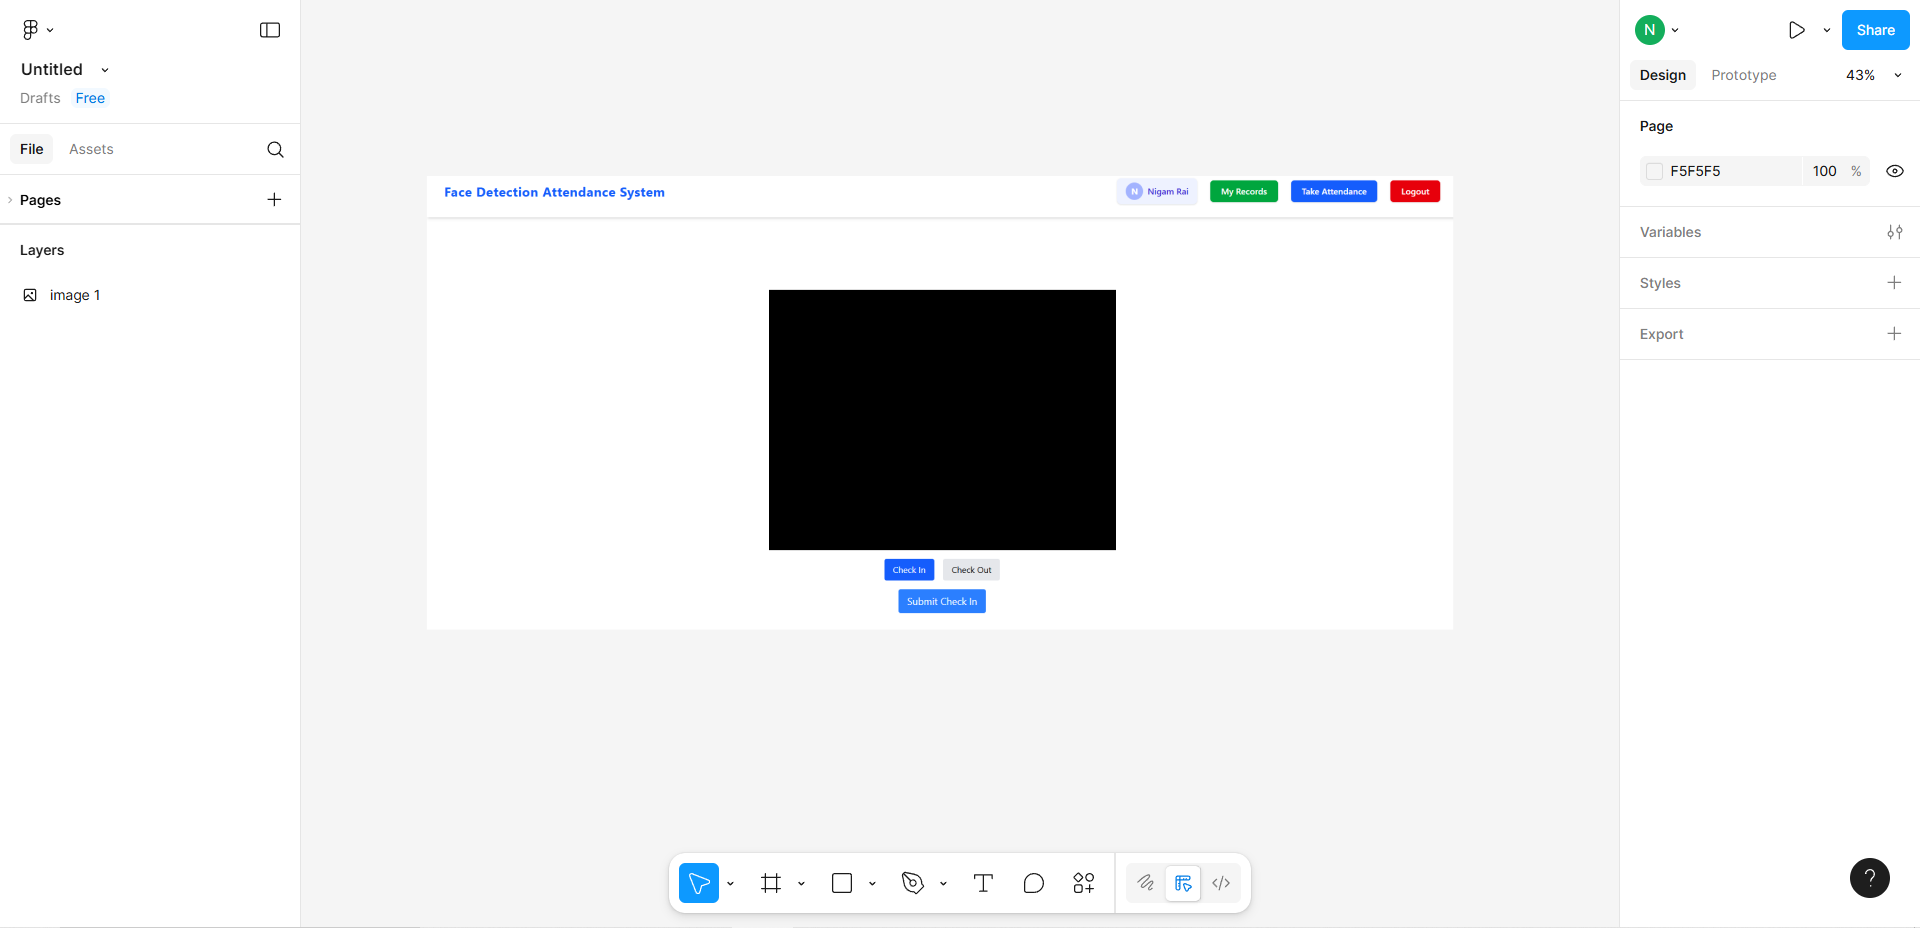 Untitled
Drafts Free
File Assets
Pages
Layers
image 1
Face Detection Attendance System
N Nigam Rai My Records Take Attendance Logout
Check In Check Out
Submit Check In
N Share
Design Prototype 43%
Page
F5F5F5 100 %
Variables
Styles
Export
?